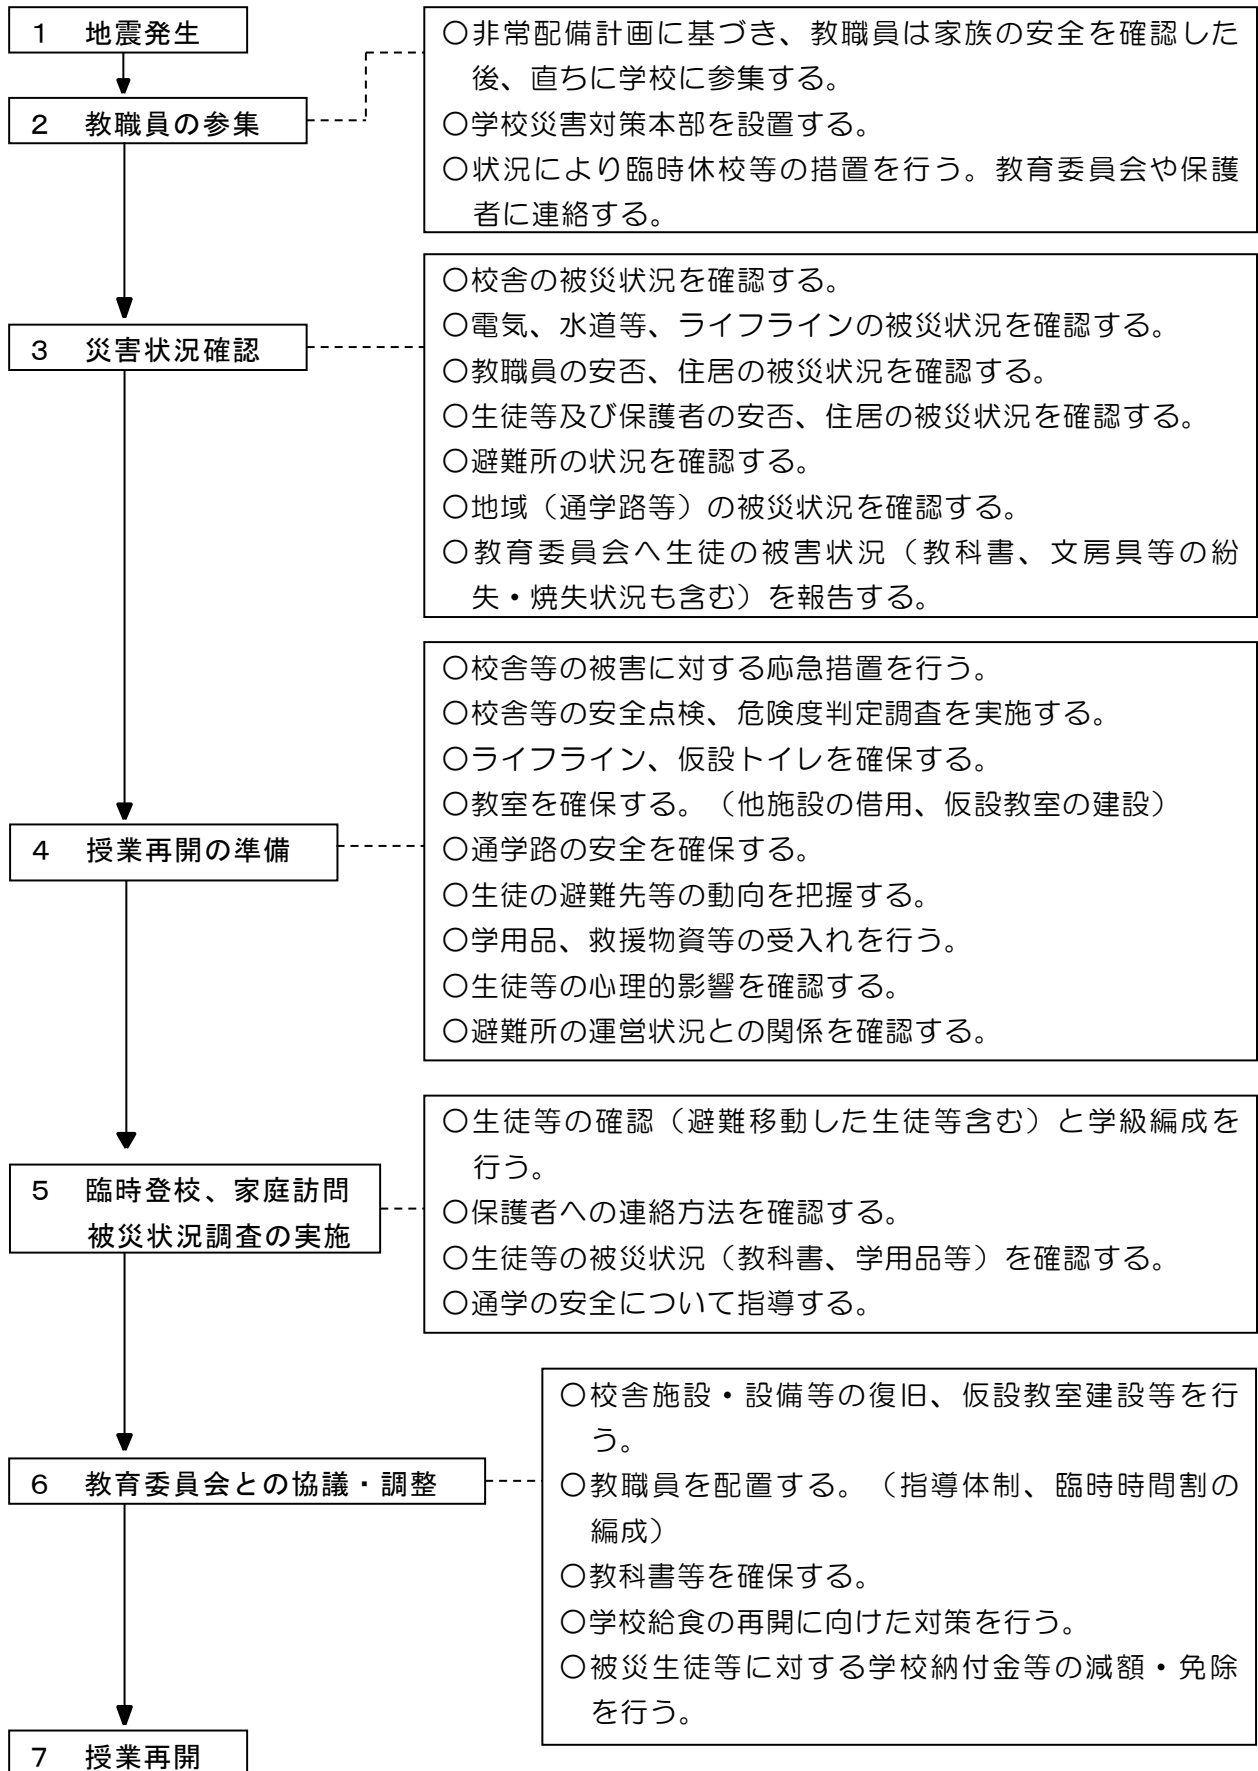 １　地震発生
○非常配備計画に基づき、教職員は家族の安全を確認した
後、直ちに学校に参集する。
○学校災害対策本部を設置する。
○状況により臨時休校等の措置を行う。教育委員会や保護
者に連絡する。
２　教職員の参集
○校舎の被災状況を確認する。
○電気、水道等、ライフラインの被災状況を確認する。
○教職員の安否、住居の被災状況を確認する。
○生徒等及び保護者の安否、住居の被災状況を確認する。
○避難所の状況を確認する。
○地域（通学路等）の被災状況を確認する。
○教育委員会へ生徒の被害状況（教科書、文房具等の紛
失・焼失状況も含む）を報告する。
３　災害状況確認
○校舎等の被害に対する応急措置を行う。
○校舎等の安全点検、危険度判定調査を実施する。
○ライフライン、仮設トイレを確保する。
○教室を確保する。（他施設の借用、仮設教室の建設）
○通学路の安全を確保する。
○生徒の避難先等の動向を把握する。
○学用品、救援物資等の受入れを行う。
○生徒等の心理的影響を確認する。
○避難所の運営状況との関係を確認する。
４　授業再開の準備
○生徒等の確認（避難移動した生徒等含む）と学級編成を
行う。
○保護者への連絡方法を確認する。
○生徒等の被災状況（教科書、学用品等）を確認する。
○通学の安全について指導する。
５　臨時登校、家庭訪問
被災状況調査の実施
○校舎施設・設備等の復旧、仮設教室建設等を行
う。
○教職員を配置する。（指導体制、臨時時間割の
編成）
○教科書等を確保する。
○学校給食の再開に向けた対策を行う。
○被災生徒等に対する学校納付金等の減額・免除
を行う。
６　教育委員会との協議・調整
７　授業再開